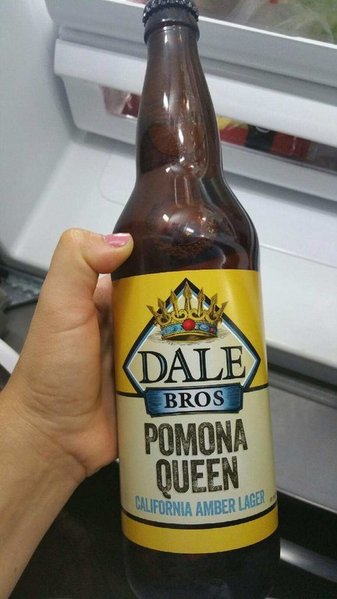 DALE
BROS
POMONA
QUEEN
CALIFORNIA AMBER LAGER